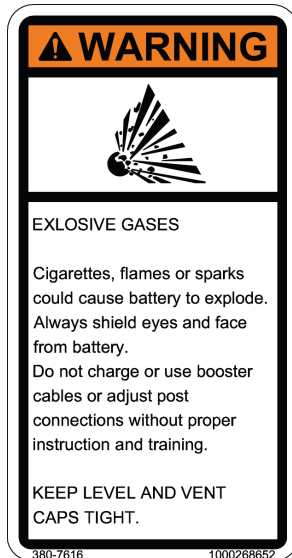 WARNING
EXLOSIVE GASES
Cigarettes, flames or sparks
could cause battery to explode.
Always shield eyes and face
from battery.
Do not charge or use booster
cables or adjust post
connections without proper
instruction and training.
KEEP LEVEL AND VENT
CAPS TIGHT.
380-7616 1000268652